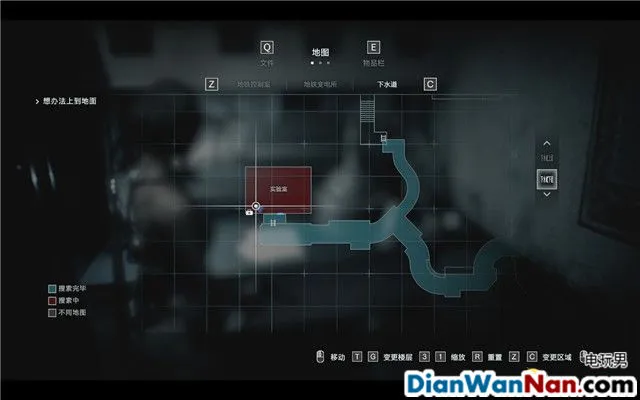 Q
地图
E
文件
物品栏
Z
地铁控制室
地铁变电所
下水道
C
想办法上到地面
实验室
搜索完毕
搜索中
不同地图
移动
T G 变更楼层
3 1 缩放
R 重置
Z C 变更区域
电玩男
DianWanNan.com